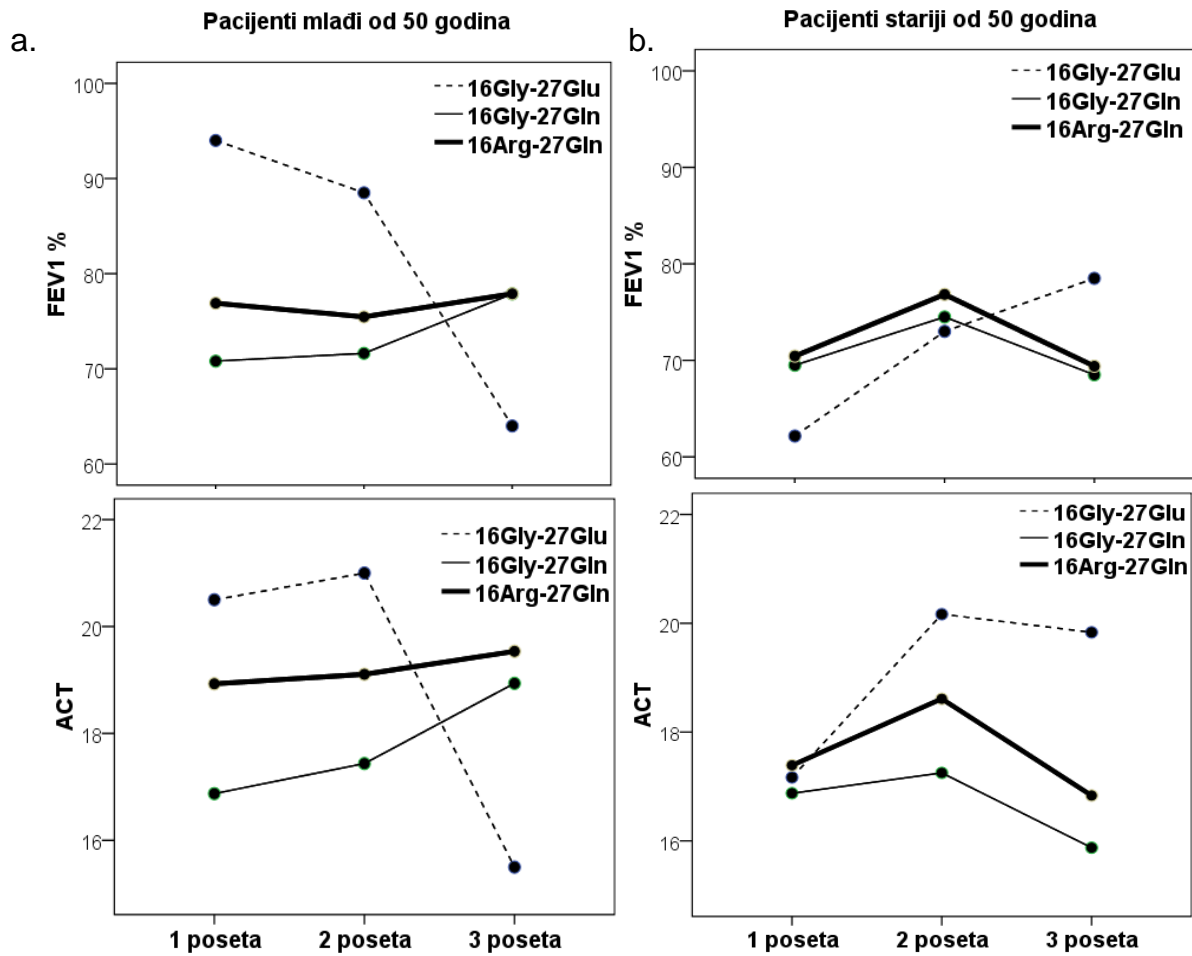 Pacijenti mlađi od 50 godina
a.
100
90
80
70
60
FEV1 %
16Gly-27Glu
16Gly-27Gln
16Arg-27Gln
22
20
18
16
ACT
16Gly-27Glu
16Gly-27Gln
16Arg-27Gln
1 poseta 2 poseta 3 poseta
Pacijenti stariji od 50 godina
b.
100
90
80
70
60
FEV1 %
16Gly-27Glu
16Gly-27Gln
16Arg-27Gln
22
20
18
16
ACT
16Gly-27Glu
16Gly-27Gln
16Arg-27Gln
1 poseta 2 poseta 3 poseta